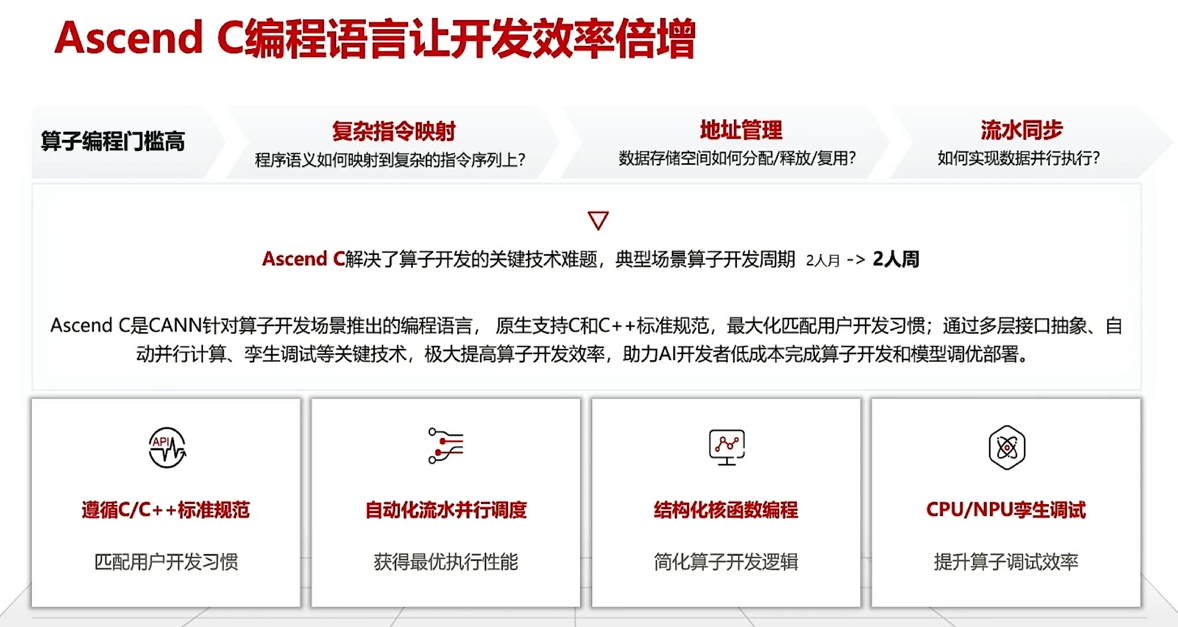 Ascend C编程语言让开发效率倍增
算子编程门槛高
复杂指令映射
程序语义如何映射到复杂的指令序列上?
地址管理
数据存储空间如何分配/释放/复用?
流水同步
如何实现数据并行执行?
Ascend C解决了算子开发的关键技术难题，典型场景算子开发周期 2人月 -> 2人周
Ascend C是CANN针对算子开发场景推出的编程语言， 原生支持C和C++标准规范，最大化匹配用户开发习惯；通过多层接口抽象、自
动并行计算、孪生调试等关键技术，极大提高算子开发效率，助力AI开发者低成本完成算子开发和模型调优部署。
API
遵循C/C++标准规范
匹配用户开发习惯
自动化流水并行调度
获得最优执行性能
结构化核函数编程
简化算子开发逻辑
CPU/NPU孪生调试
提升算子调试效率